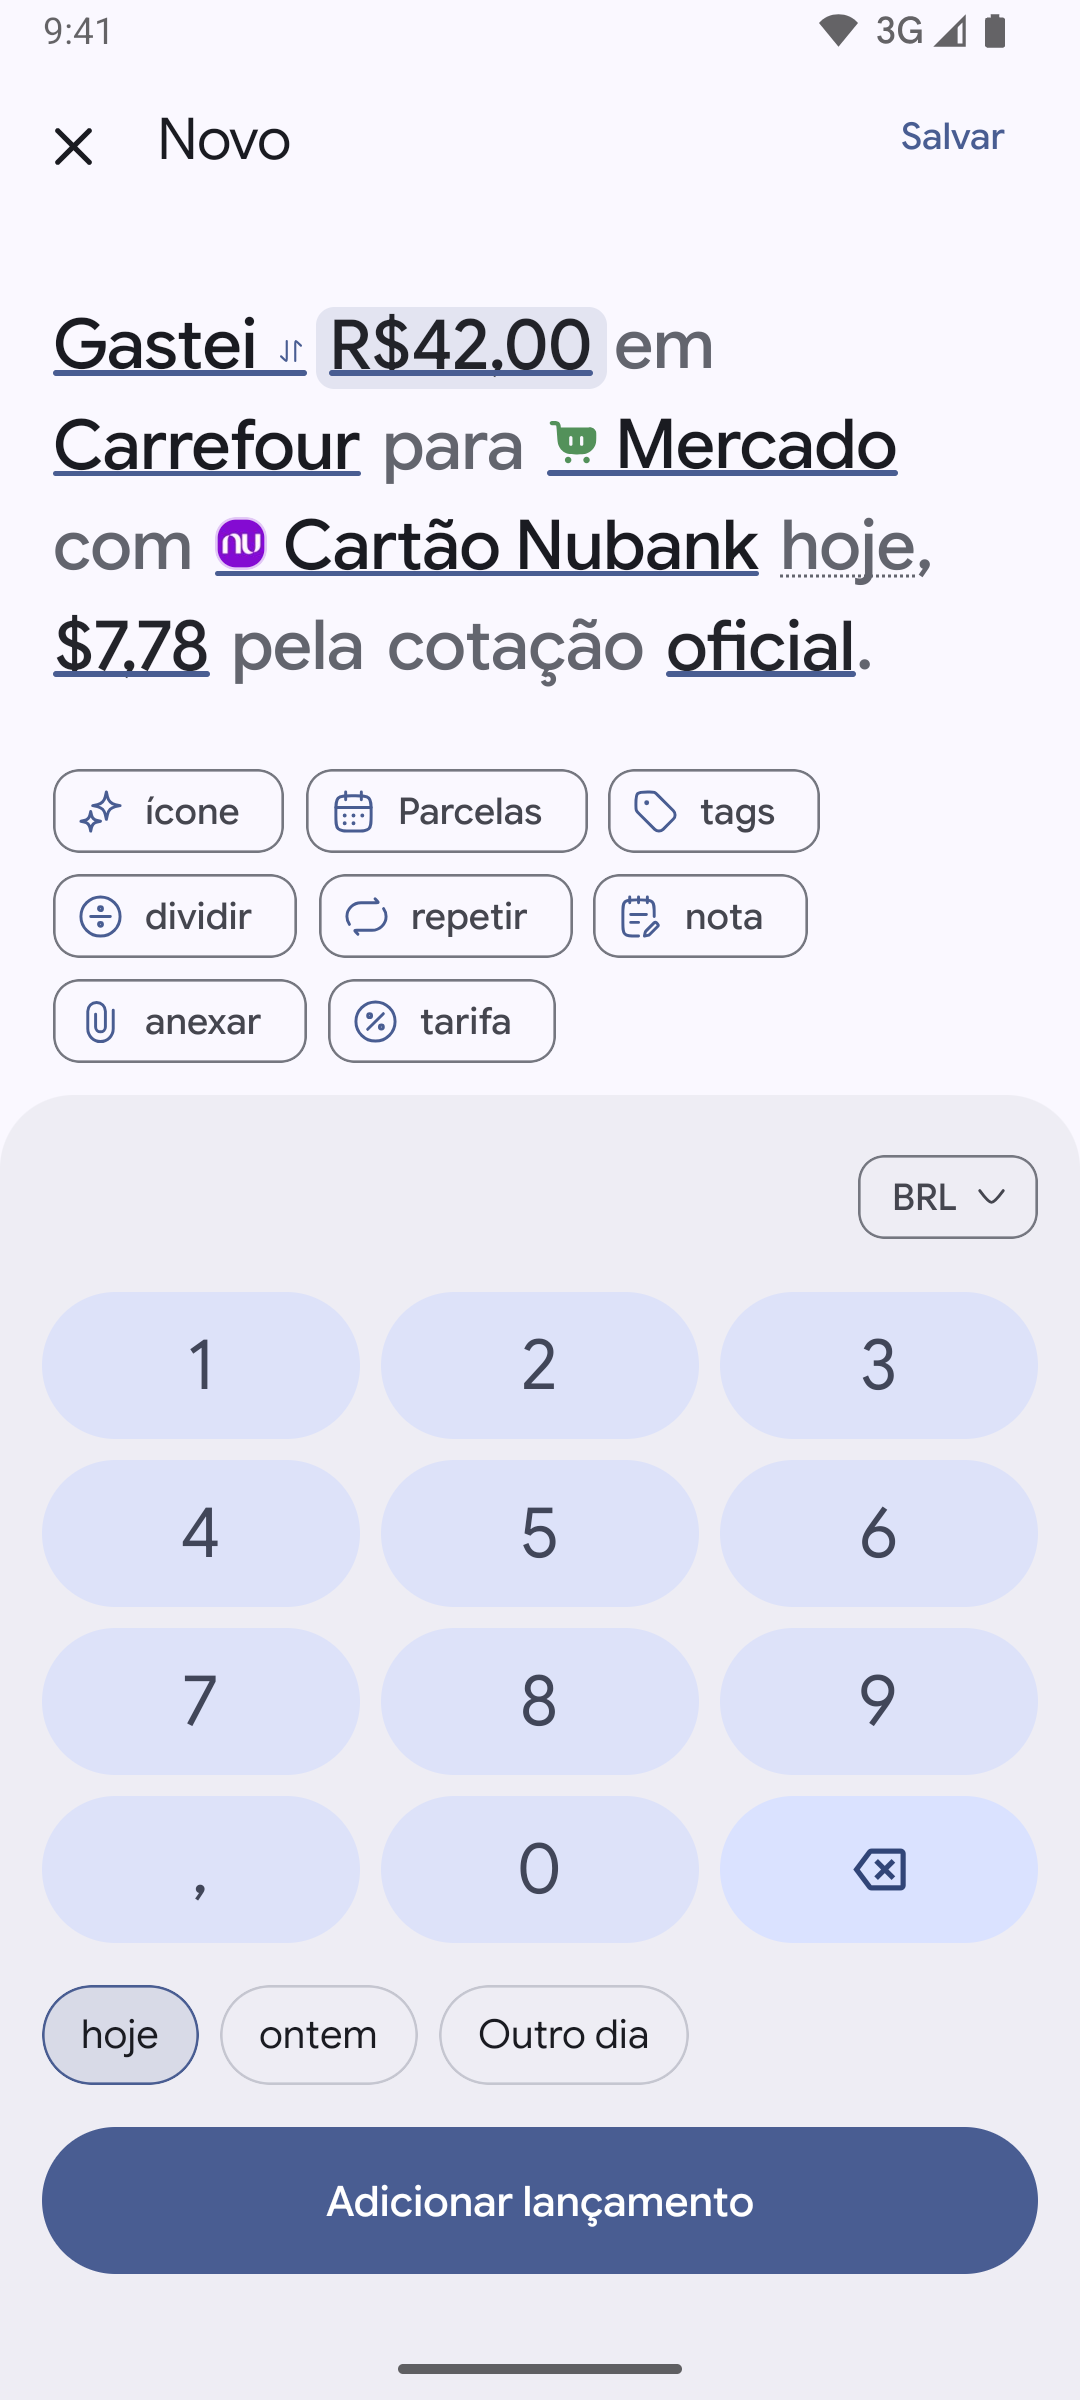 9:41 3G
Novo Salvar
Gastei R$42,00 em
Carrefour para Mercado
com nu Cartão Nubank hoje,
$7,78 pela cotação oficial.
ícone Parcelas tags
dividir repetir nota
anexar tarifa
BRL
1 2 3
4 5 6
7 8 9
, 0
hoje ontem Outro dia
Adicionar lançamento